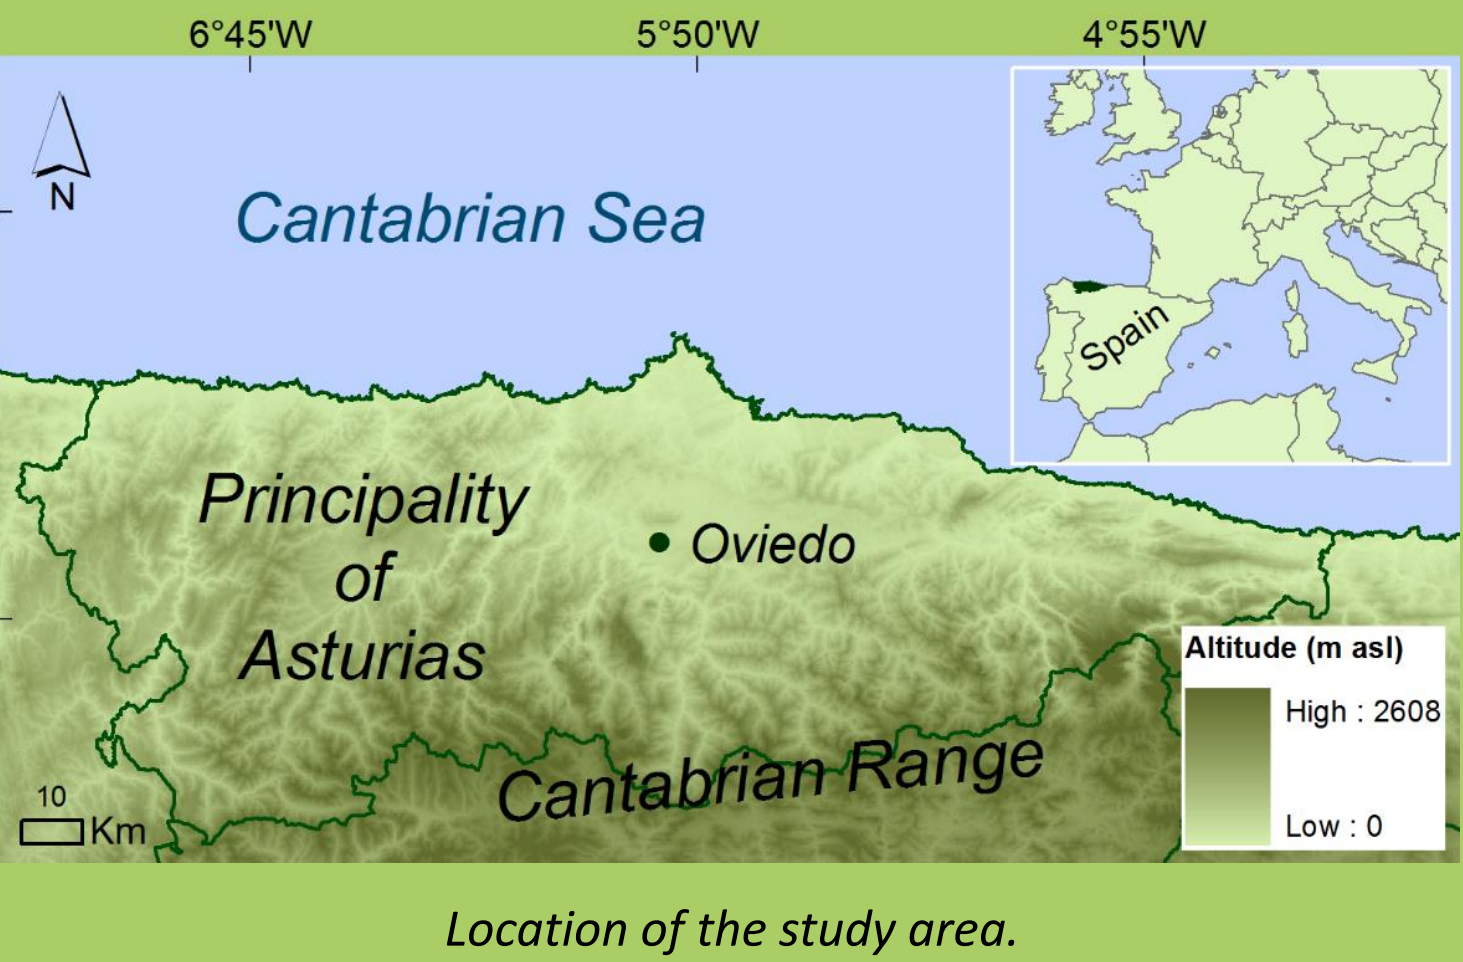 6°45'W 5°50'W 4°55'W
N
Cantabrian Sea
Spain
Principality
of
Asturias
Oviedo
Cantabrian Range
Altitude (m asl)
High : 2608
Low : 0
10
Km
Location of the study area.